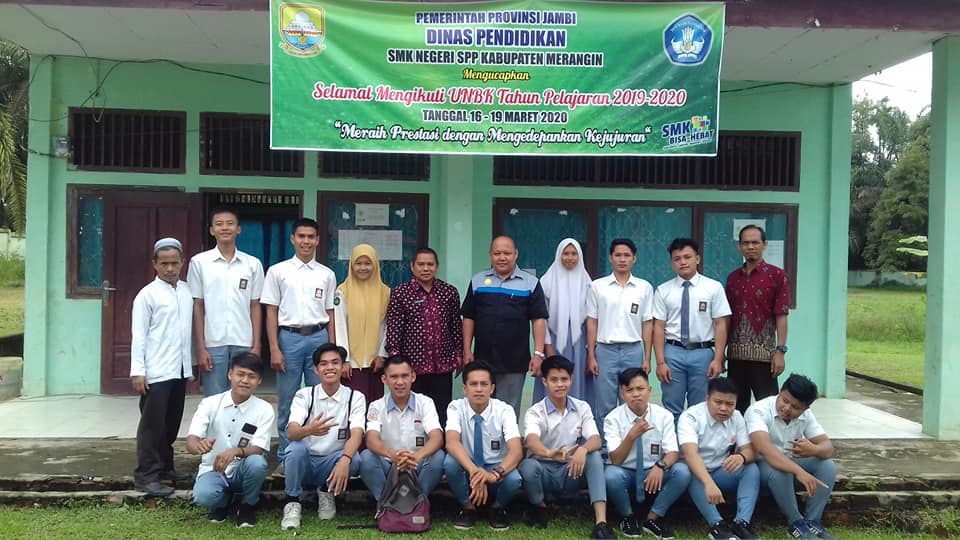 PEMERINTAH PROVINSI JAMBI
DINAS PENDIDIKAN
SMK NEGERI SPP KABUPATEN MERANGIN
Mengucapkan
Selamat Mengikuti UNBK Tahun Pelajaran 2019-2020
TANGGAL 16 - 19 MARET 2020
"Meraih Prestasi dengan Mengedepankan Kejujuran"
SMK
BISA-HEBAT